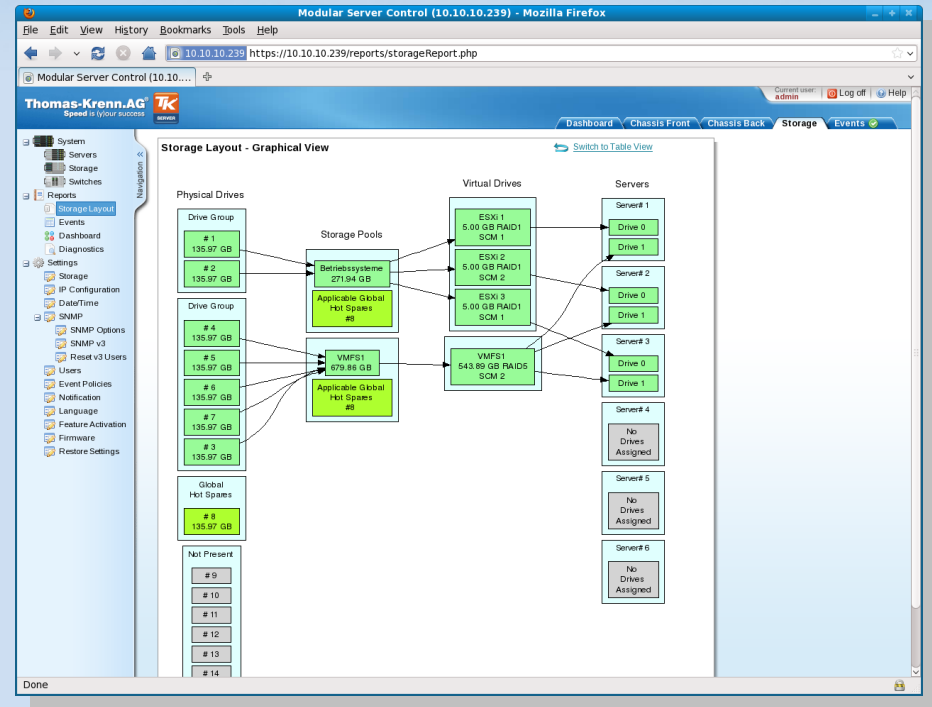 Modular Server Control (10.10.10.239) - Mozilla Firefox
File Edit View History Bookmarks Tools Help
10.10.10.239 https://10.10.10.239/reports/storageReport.php
Modular Server Control (10.10....
Thomas-Krenn.AG®
Speed is (y)our success
TK
SERVER
Current user:
admin
Log off
Help
Dashboard
Chassis Front
Chassis Back
Storage
Events
System
Servers
Storage
Switches
Reports
Storage Layout
Events
Dashboard
Diagnostics
Settings
Storage
IP Configuration
Date/Time
SNMP
SNMP Options
SNMP v3
Reset v3 Users
Users
Event Policies
Notification
Language
Feature Activation
Firmware
Restore Settings
«
Navigation
Storage Layout - Graphical View
Switch to Table View
Physical Drives
Drive Group
# 1
135.97 GB
# 2
135.97 GB
Drive Group
# 4
135.97 GB
# 5
135.97 GB
# 6
135.97 GB
# 7
135.97 GB
# 3
135.97 GB
Global
Hot Spares
# 8
135.97 GB
Not Present
# 9
# 10
# 11
# 12
# 13
# 14
Storage Pools
Betriebssysteme
271.94 GB
Applicable Global
Hot Spares
#8
VMFS1
679.86 GB
Applicable Global
Hot Spares
#8
Virtual Drives
ESXi 1
5.00 GB RAID1
SCM 1
ESXi 2
5.00 GB RAID1
SCM 2
ESXi 3
5.00 GB RAID1
SCM 1
VMFS1
543.89 GB RAID5
SCM 2
Servers
Server# 1
Drive 0
Drive 1
Server# 2
Drive 0
Drive 1
Server# 3
Drive 0
Drive 1
Server# 4
No
Drives
Assigned
Server# 5
No
Drives
Assigned
Server# 6
No
Drives
Assigned
Done